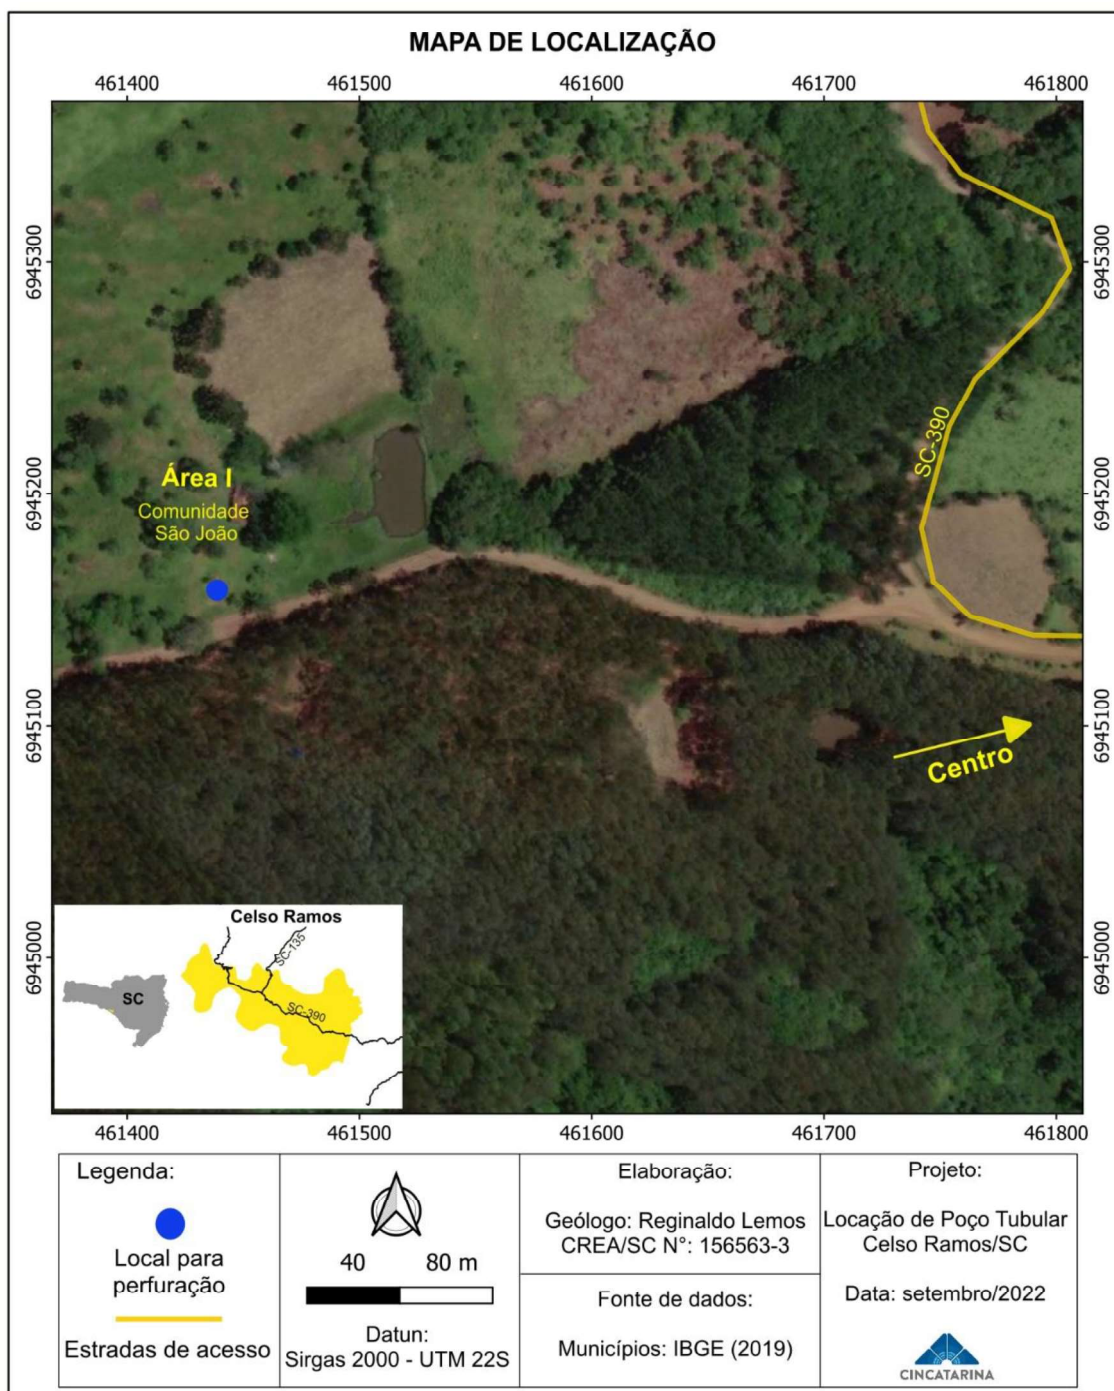 MAPA DE LOCALIZAÇÃO
461400 461500 461600 461700 461800
6945300
6945300
SC-390
Área I
Comunidade
São João
6945200
6945200
6945100
6945100
Centro
Celso Ramos
SC-135
SC
SC-390
6945000
6945000
461400 461500 461600 461700 461800
Legenda:
Local para
perfuração
Estradas de acesso
40 80 m
Datun:
Sirgas 2000 - UTM 22S
Elaboração:
Geólogo: Reginaldo Lemos
CREA/SC N°: 156563-3
Fonte de dados:
Municípios: IBGE (2019)
Projeto:
Locação de Poço Tubular
Celso Ramos/SC
Data: setembro/2022
CINCATARINA